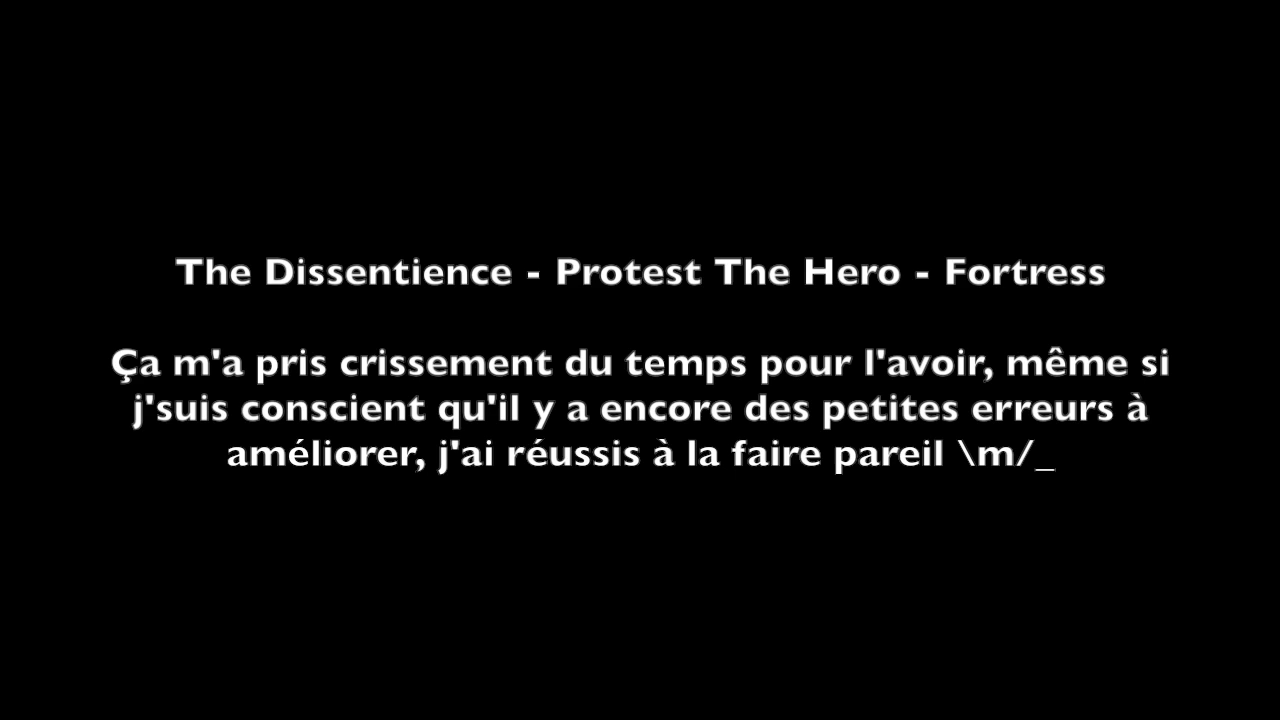 The Dissentience - Protest The Hero - Fortress
Ça m'a pris crissement du temps pour l'avoir, même si
j'suis conscient qu'il y a encore des petites erreurs à
améliorer, j'ai réussis à la faire pareil \m/_